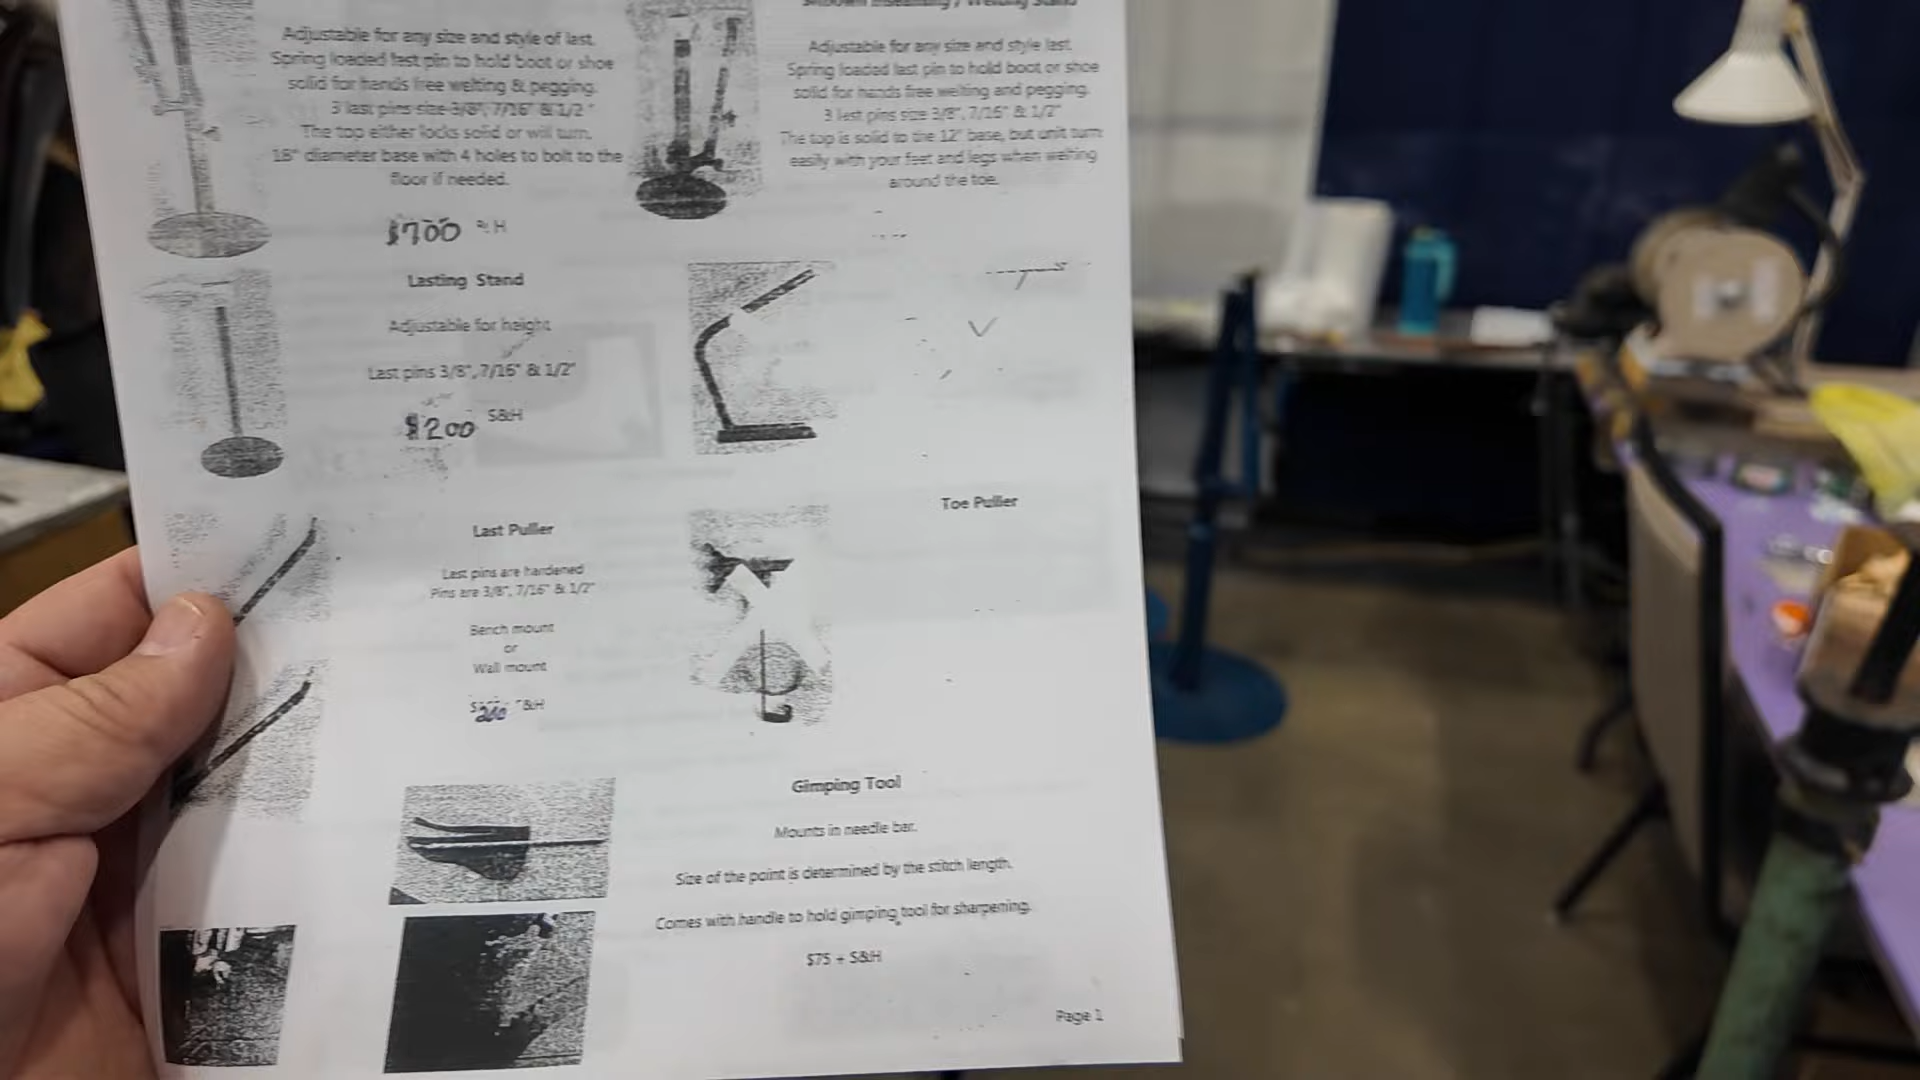 Adjustable for any size and style of last.
Spring loaded last pin to hold boot or shoe
solid for hands free welting & pegging.
3 last pins size 3/8", 7/16" & 1/2"
The top either locks solid or will turn.
18" diameter base with 4 holes to bolt to the
floor if needed.
$700
Welting Stand
Adjustable for any size and style last.
Spring loaded last pin to hold boot or shoe
solid for hands free welting and pegging.
3 last pins size 3/8", 7/16" & 1/2"
The top is solid to the 12" base, but unit turns
easily with your feet and legs when welting
around the toe.
Lasting Stand
Adjustable for height
Last pins 3/8", 7/16" & 1/2"
$200 S&H
Last Puller
Last pins are hardened
Pins are 3/8", 7/16" & 1/2"
Bench mount
or
Wall mount
Toe Puller
Gimping Tool
Mounts in needle bar.
Size of the point is determined by the stitch length.
Comes with handle to hold gimping tool for sharpening.
$75 + S&H
Page 1